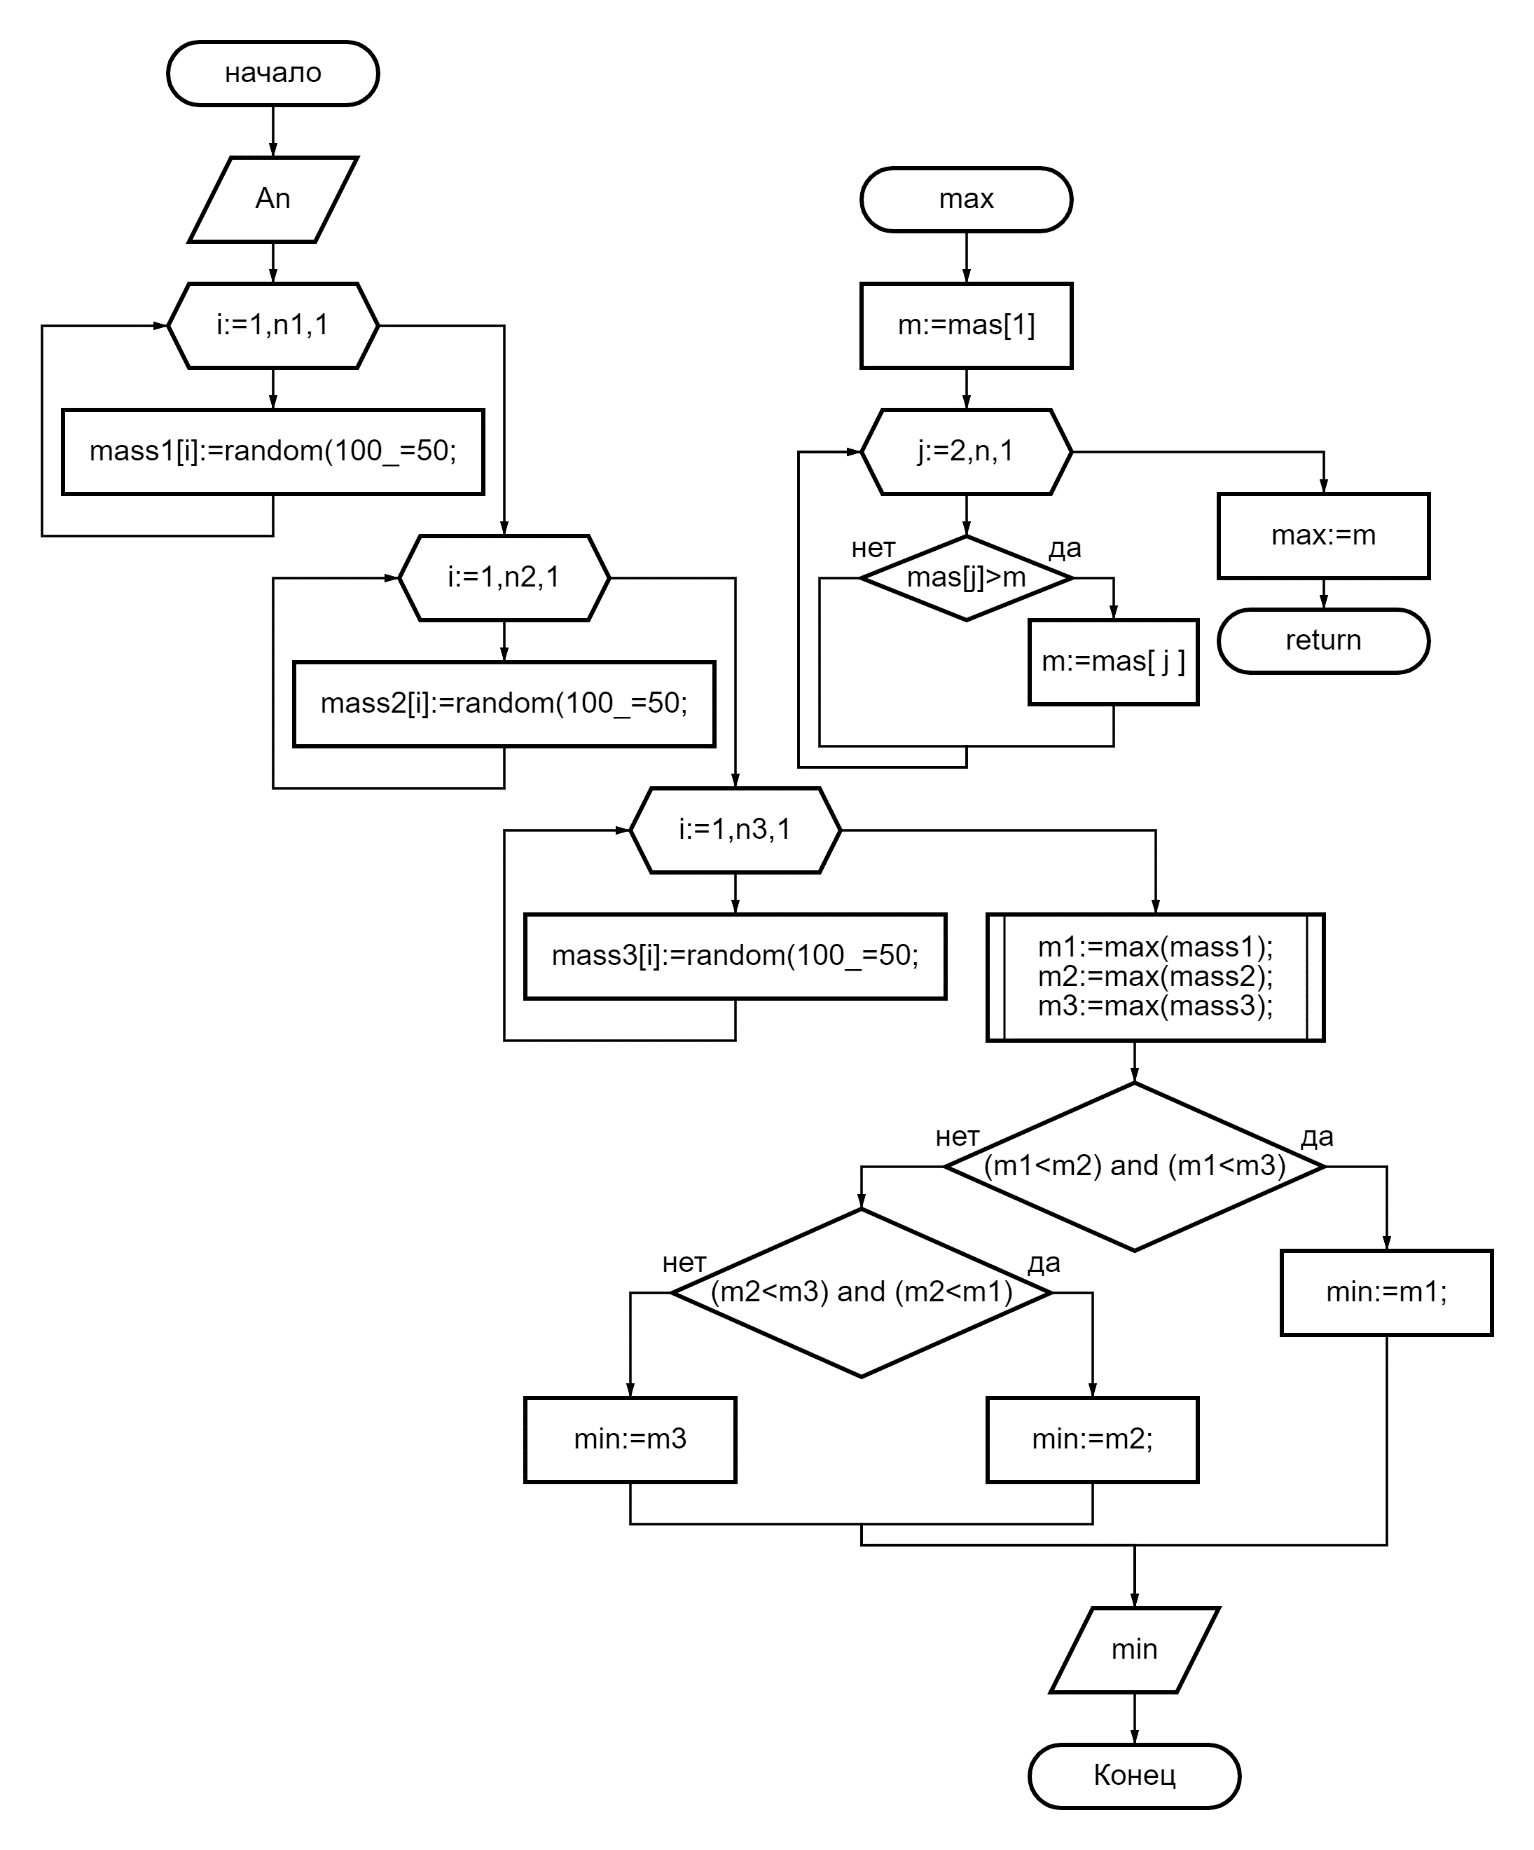 начало
An
i:=1,n1,1
mass1[i]:=random(100_=50;
i:=1,n2,1
mass2[i]:=random(100_=50;
i:=1,n3,1
mass3[i]:=random(100_=50;
max
m:=mas[1]
j:=2,n,1
нет
да
mas[j]>m
m:=mas[ j ]
max:=m
return
m1:=max(mass1);
m2:=max(mass2);
m3:=max(mass3);
нет
да
(m1<m2) and (m1<m3)
нет
да
(m2<m3) and (m2<m1)
min:=m1;
min:=m3
min:=m2;
min
Конец